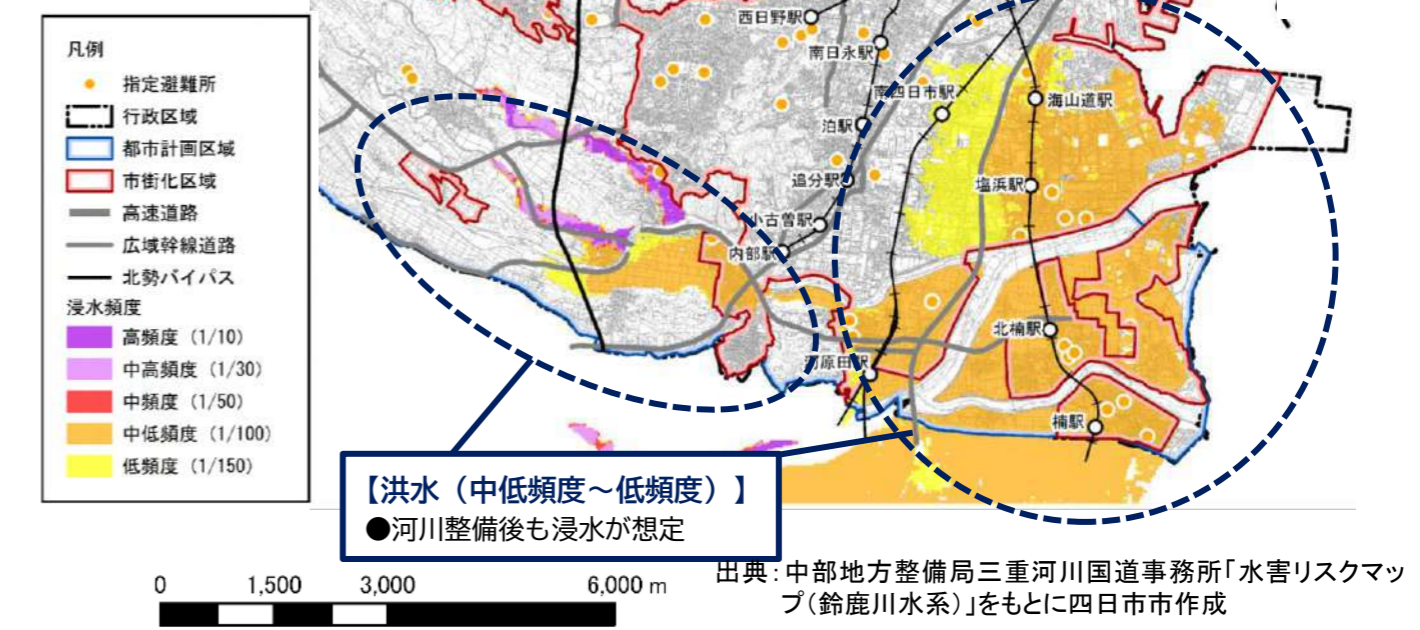 凡例
指定避難所
行政区域
都市計画区域
市街化区域
高速道路
広域幹線道路
北勢バイパス
浸水頻度
高頻度（1/10）
中高頻度（1/30）
中頻度（1/50）
中低頻度（1/100）
低頻度（1/150）
西日野駅
南日永駅
南四日市駅
海山道駅
泊駅
追分駅
塩浜駅
小古曽駅
内部駅
北楠駅
河原田駅
楠駅
【洪水（中低頻度～低頻度）】
●河川整備後も浸水が想定
0 1,500 3,000 6,000 m
出典：中部地方整備局三重河川国道事務所「水害リスクマッ
プ（鈴鹿川水系）」をもとに四日市市作成